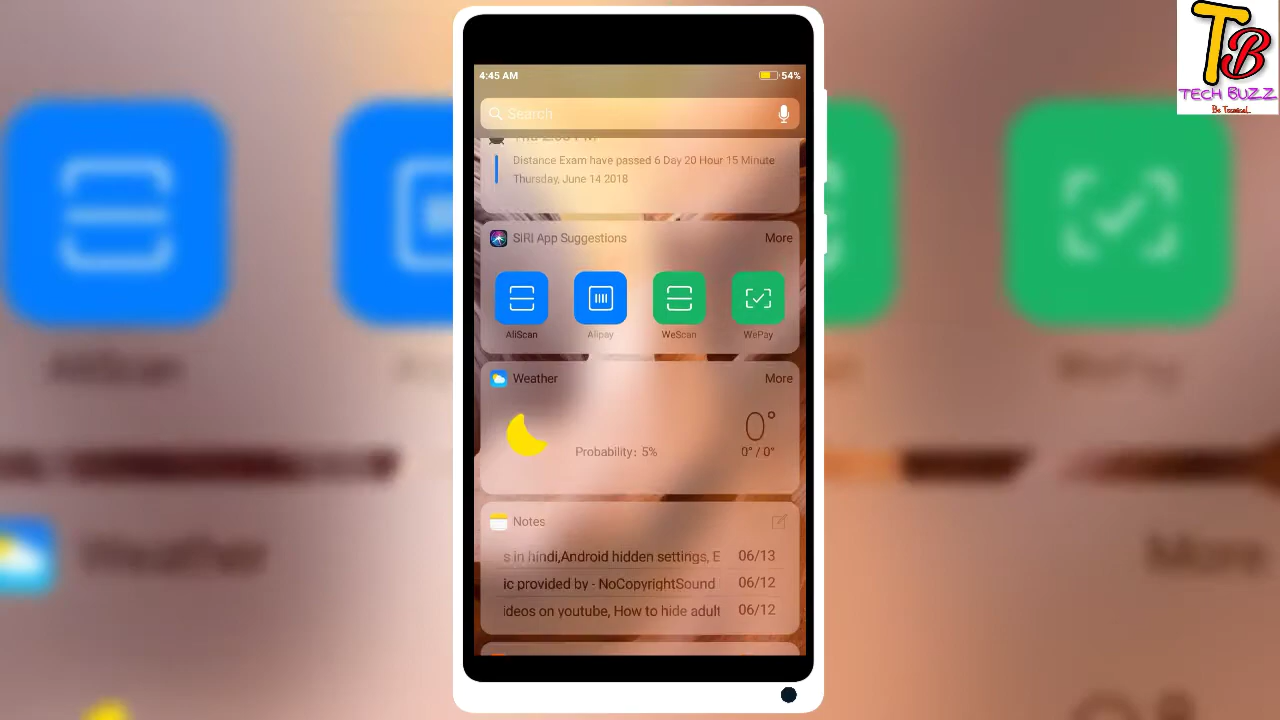 4:45 AM
54%
Search
Distance Exam have passed 6 Day 20 Hour 15 Minute
Thursday, June 14 2018
SIRI App Suggestions
More
AliScan
Alipay
WeScan
WePay
Weather
More
Probability: 5%
0°
0° / 0°
Notes
s in hindi,Android hidden settings, E
06/13
ic provided by - NoCopyrightSound
06/12
ideos on youtube, How to hide adult
06/12
TB
TECH BUZZ
AliScan
Weather
More